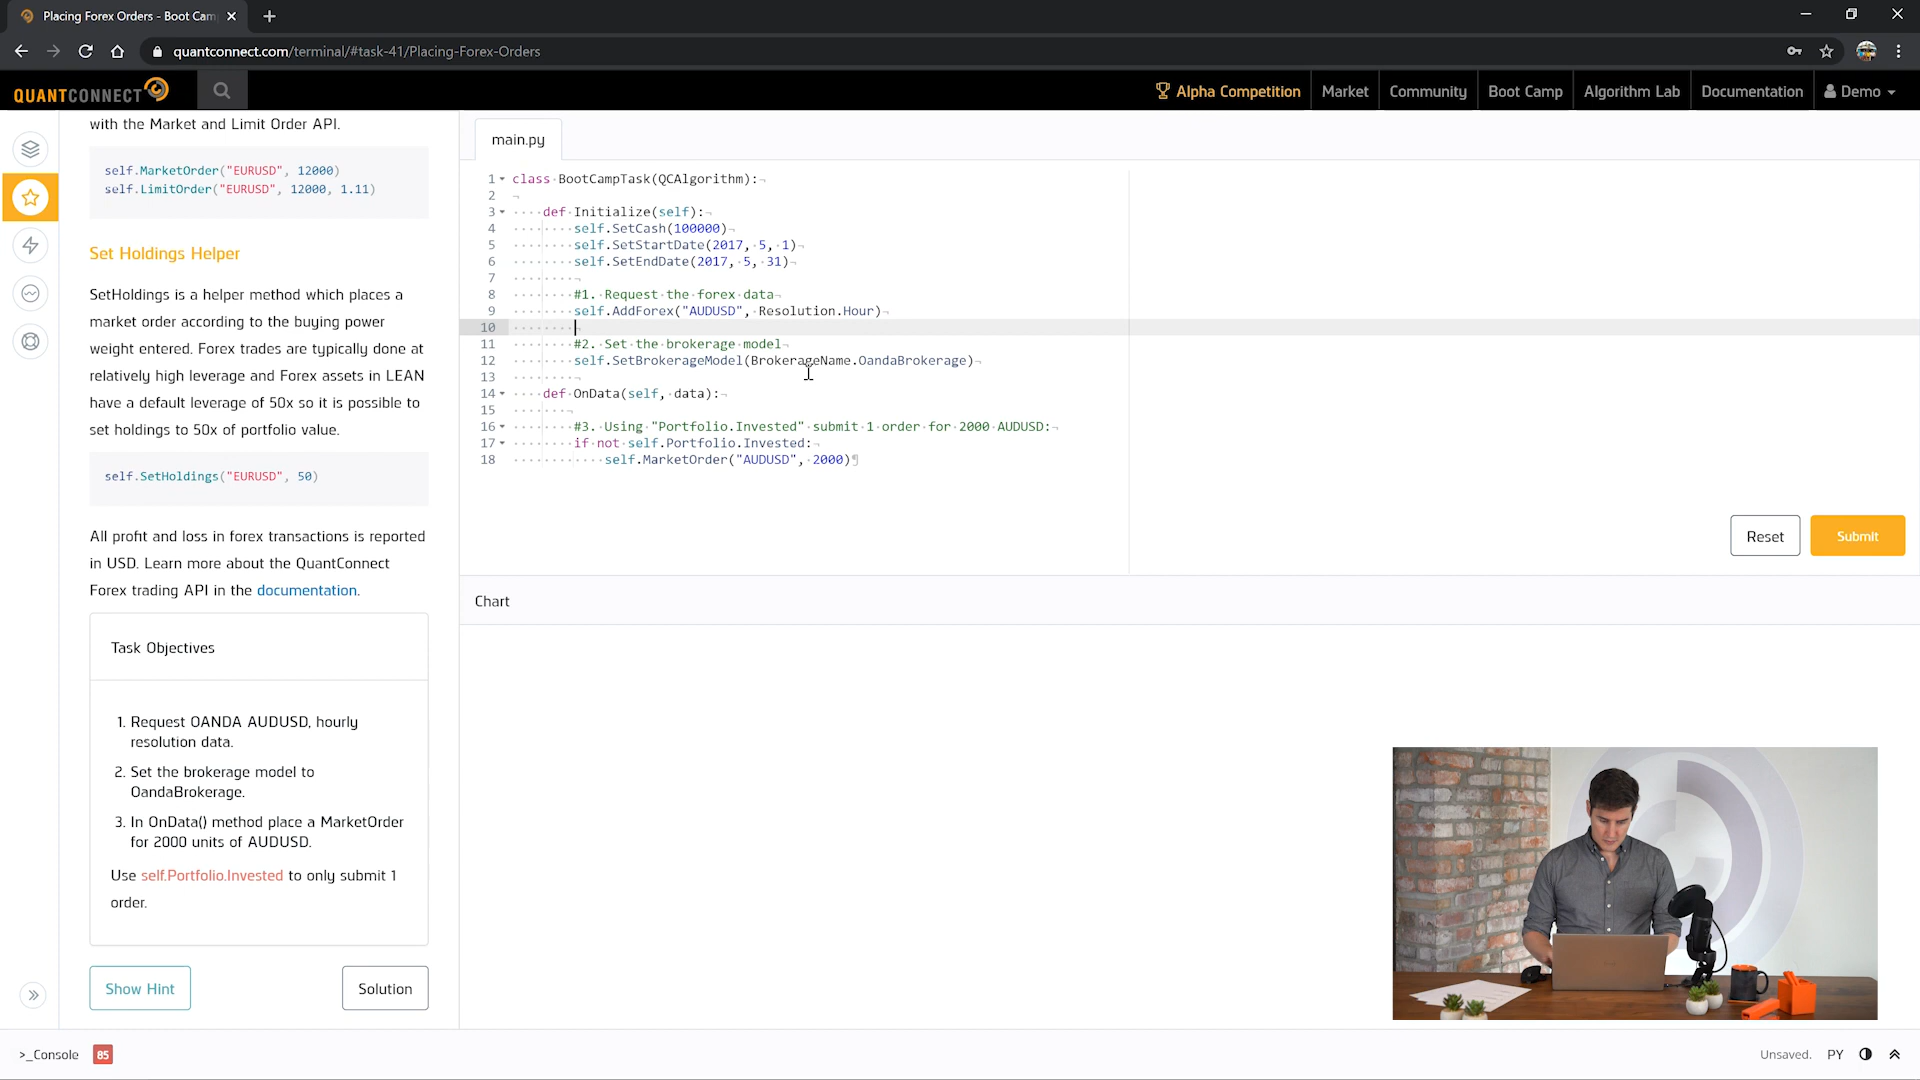 Placing Forex Orders - Boot Cam
quantconnect.com/terminal/#task-41/Placing-Forex-Orders
QUANTCONNECT
Alpha Competition
Market
Community
Boot Camp
Algorithm Lab
Documentation
Demo
with the Market and Limit Order API.
self.MarketOrder("EURUSD", 12000)
self.LimitOrder("EURUSD", 12000, 1.11)
Set Holdings Helper
SetHoldings is a helper method which places a
market order according to the buying power
weight entered. Forex trades are typically done at
relatively high leverage and Forex assets in LEAN
have a default leverage of 50x so it is possible to
set holdings to 50x of portfolio value.
self.SetHoldings("EURUSD", 50)
All profit and loss in forex transactions is reported
in USD. Learn more about the QuantConnect
Forex trading API in the documentation.
Task Objectives
1. Request OANDA AUDUSD, hourly
resolution data.
2. Set the brokerage model to
OandaBrokerage.
3. In OnData() method place a MarketOrder
for 2000 units of AUDUSD.
Use self.Portfolio.Invested to only submit 1
order.
Show Hint
Solution
main.py
1 class BootCampTask(QCAlgorithm):
2
3 def Initialize(self):
4 self.SetCash(100000)
5 self.SetStartDate(2017, 5, 1)
6 self.SetEndDate(2017, 5, 31)
7
8 #1. Request the forex data
9 self.AddForex("AUDUSD", Resolution.Hour)
10
11 #2. Set the brokerage model
12 self.SetBrokerageModel(BrokerageName.OandaBrokerage)
13
14 def OnData(self, data):
15
16 #3. Using "Portfolio.Invested" submit 1 order for 2000 AUDUSD:
17 if not self.Portfolio.Invested:
18 self.MarketOrder("AUDUSD", 2000)
Reset
Submit
Chart
>_Console 85
Unsaved. PY